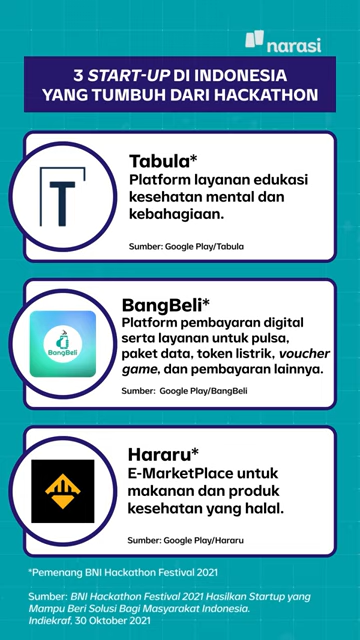 narasi
3 START-UP DI INDONESIA
YANG TUMBUH DARI HACKATHON
T
Tabula*
Platform layanan edukasi
kesehatan mental dan
kebahagiaan.
Sumber: Google Play/Tabula
BangBeli
BangBeli*
Platform pembayaran digital
serta layanan untuk pulsa,
paket data, token listrik, voucher
game, dan pembayaran lainnya.
Sumber: Google Play/BangBeli
Hararu*
E-MarketPlace untuk
makanan dan produk
kesehatan yang halal.
Sumber: Google Play/Hararu
*Pemenang BNI Hackathon Festival 2021
Sumber: BNI Hackathon Festival 2021 Hasilkan Startup yang
Mampu Beri Solusi Bagi Masyarakat Indonesia.
Indiekraf, 30 Oktober 2021